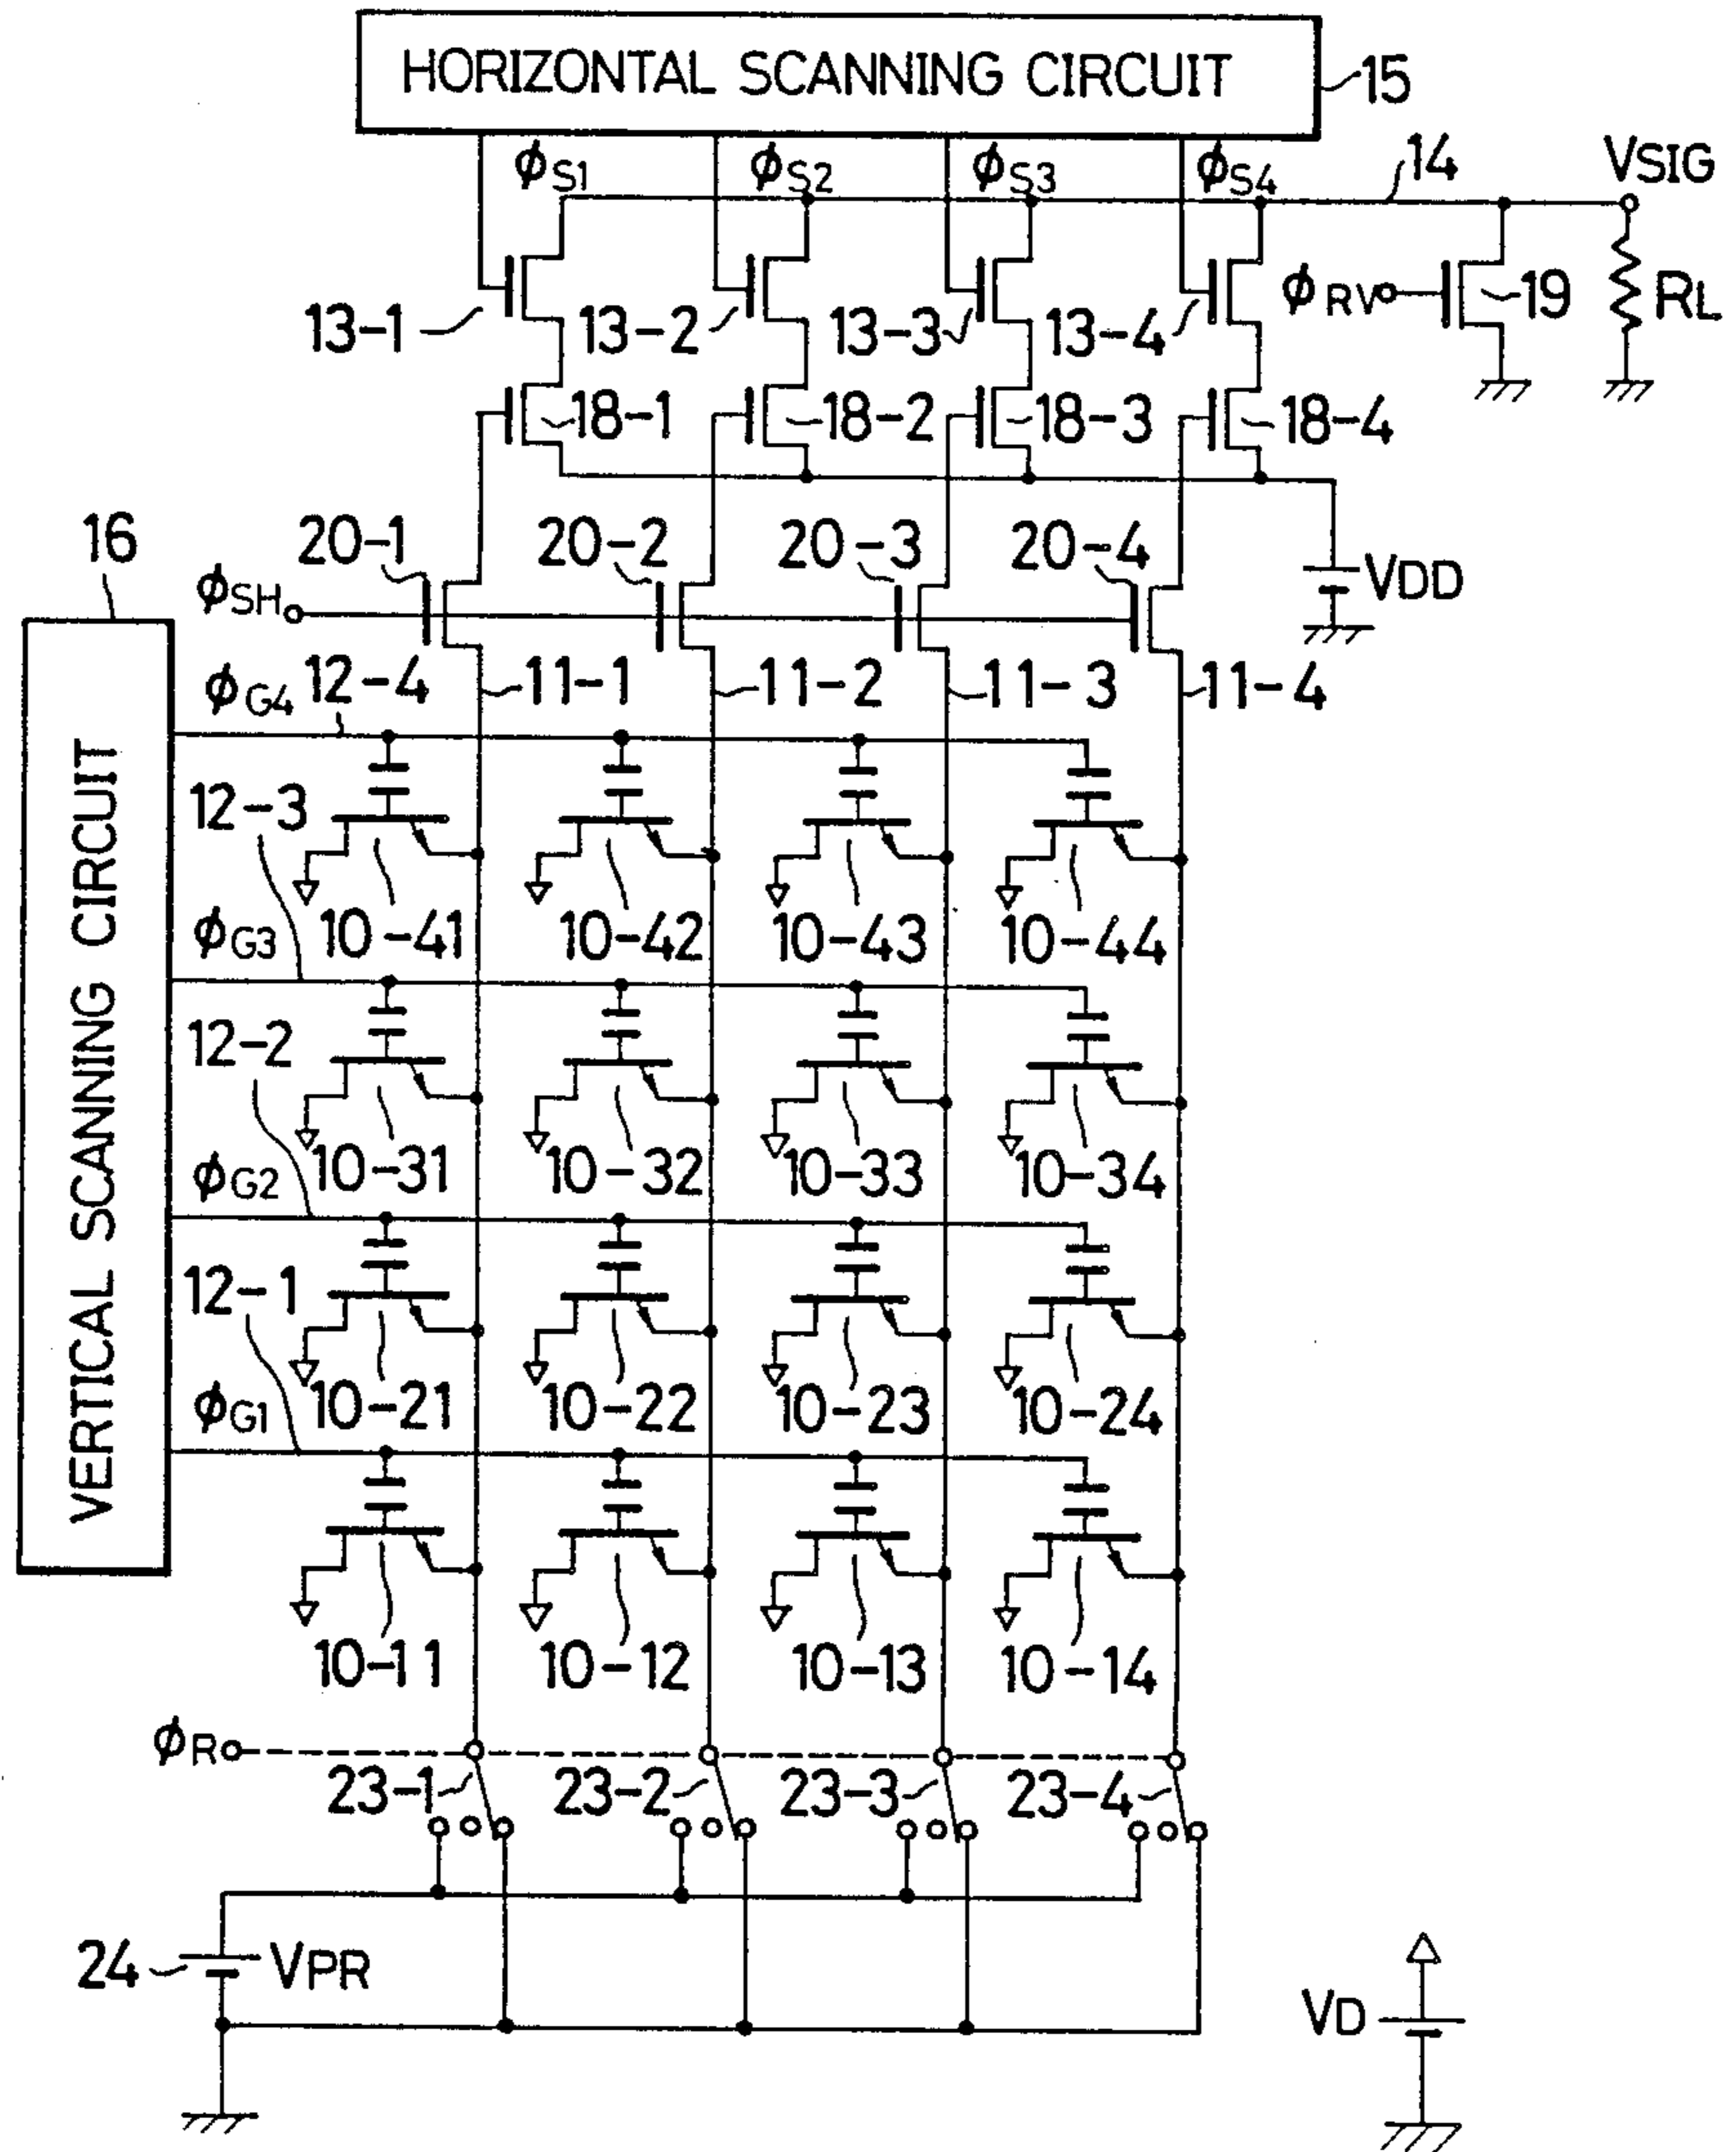 HORIZONTAL SCANNING CIRCUIT
15
ϕS1 ϕS2 ϕS3 ϕS4 14 VSIG
13-1 13-2 13-3 13-4 ϕRV 19 RL
18-1 18-2 18-3 18-4
16 20-1 20-2 20-3 20-4
ϕSH VDD
ϕG4 12-4 11-1 11-2 11-3 11-4
VERTICAL SCANNING CIRCUIT
12-3
ϕG3 10-41 10-42 10-43 10-44
12-2
ϕG2 10-31 10-32 10-33 10-34
12-1
ϕG1 10-21 10-22 10-23 10-24
10-11 10-12 10-13 10-14
ϕR
23-1 23-2 23-3 23-4
24 VPR
VD